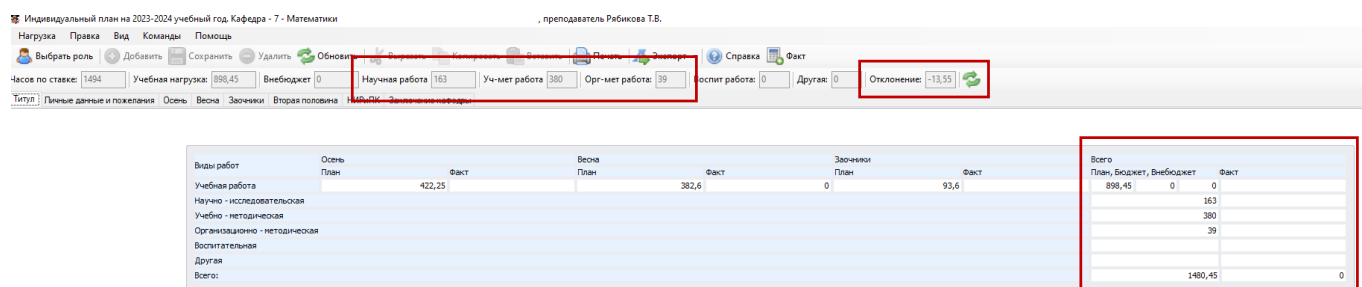 Индивидуальный план на 2023-2024 учебный год. Кафедра - 7 - Математики , преподаватель Рябикова Т.В.
Нагрузка Правка Вид Команды Помощь
Выбрать роль Добавить Сохранить Удалить Обновить Вырезать Копировать Вставить Печать Экспорт Справка Факт
Часов по ставке: 1494 Учебная нагрузка: 898,45 Внебюджет 0 Научная работа 163 Уч-мет работа 380 Орг-мет работа: 39 Воспит работа: 0 Другая: 0 Отклонение: -13,55
Титул Личные данные и пожелания Осень Весна Заочники Вторая половина НИРиПК Заключение кафедры
Виды работ Осень Весна Заочники Всего
План Факт План Факт План Факт План, Бюджет, Внебюджет Факт
Учебная работа 422,25 382,6 0 93,6 898,45 0 0
Научно - исследовательская 163
Учебно - методическая 380
Организационно - методическая 39
Воспитательная
Другая
Всего: 1480,45 0